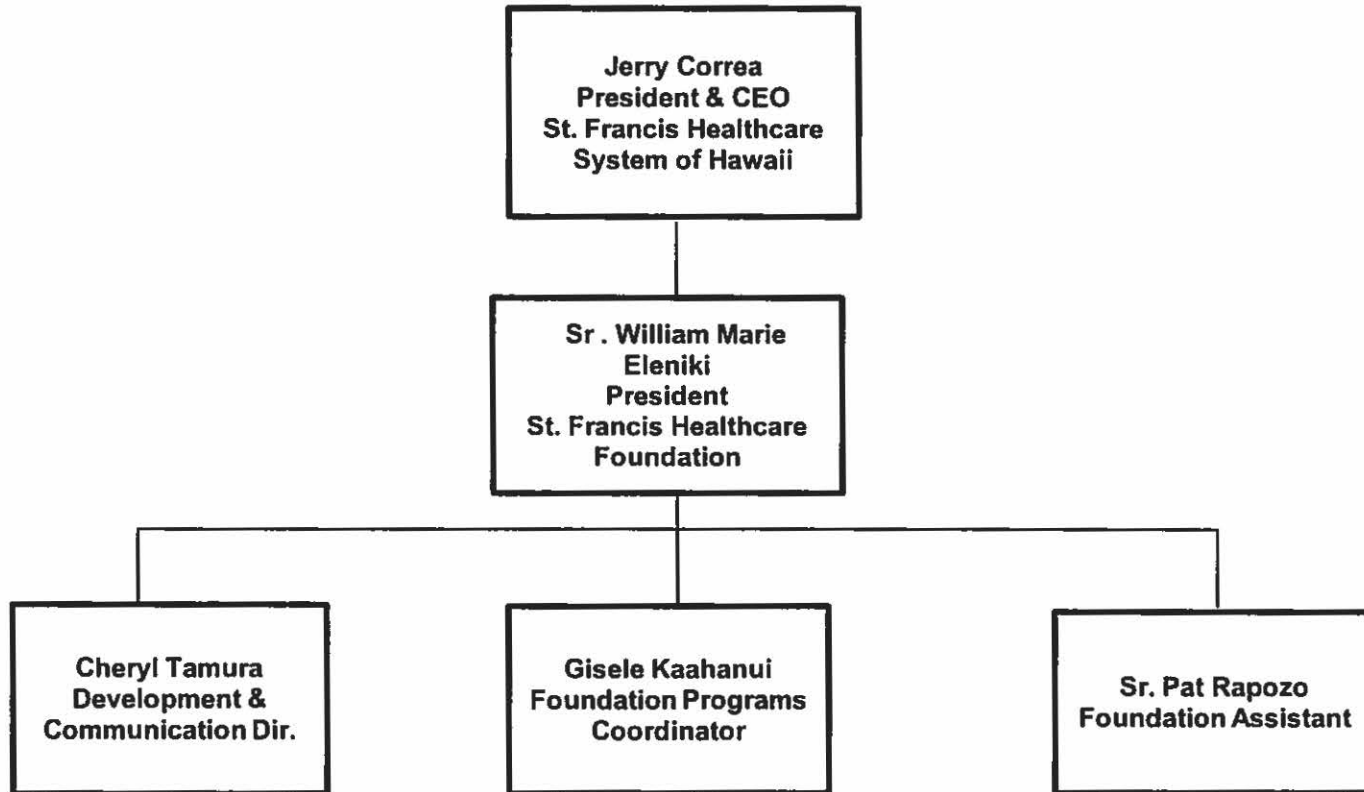 Jerry Correa
President & CEO
St. Francis Healthcare
System of Hawaii
Sr . William Marie
Eleniki
President
St. Francis Healthcare
Foundation
Cheryl Tamura
Development &
Communication Dir.
Gisele Kaahanui
Foundation Programs
Coordinator
Sr. Pat Rapozo
Foundation Assistant